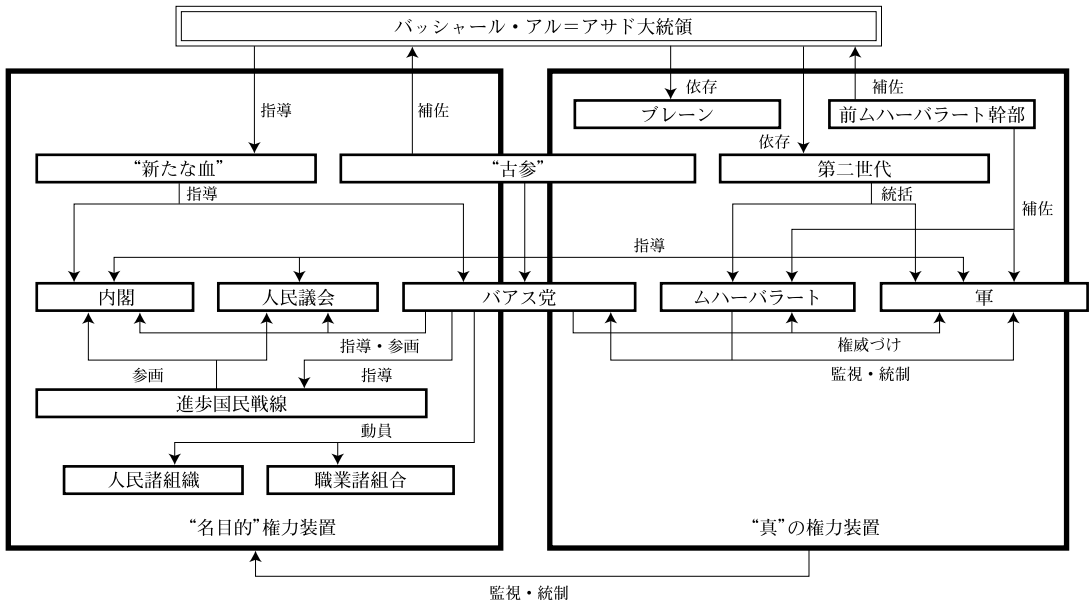 バッシャール・アル＝アサド大統領
指導
補佐
依存
補佐
ブレーン
前ムハーバラート幹部
依存
“新たな血”
“古参”
第二世代
指導
統括
補佐
指導
内閣
人民議会
バアス党
ムハーバラート
軍
指導・参画
権威づけ
参画
指導
監視・統制
進歩国民戦線
動員
人民諸組織
職業諸組合
“名目的”権力装置
“真”の権力装置
監視・統制